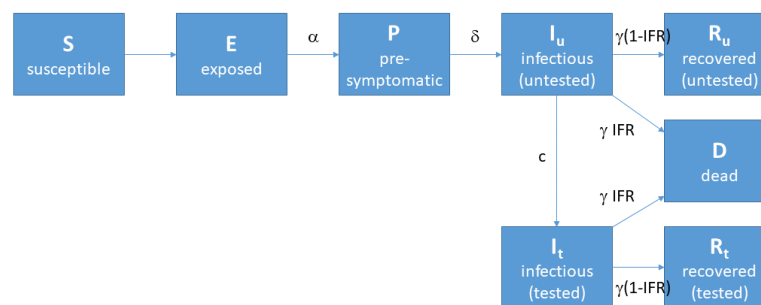 S
susceptible
E
exposed
α
P
pre-
symptomatic
δ
Iu
infectious
(untested)
γ(1-IFR)
Ru
recovered
(untested)
γ IFR
D
dead
c
γ IFR
It
infectious
(tested)
γ(1-IFR)
Rt
recovered
(tested)